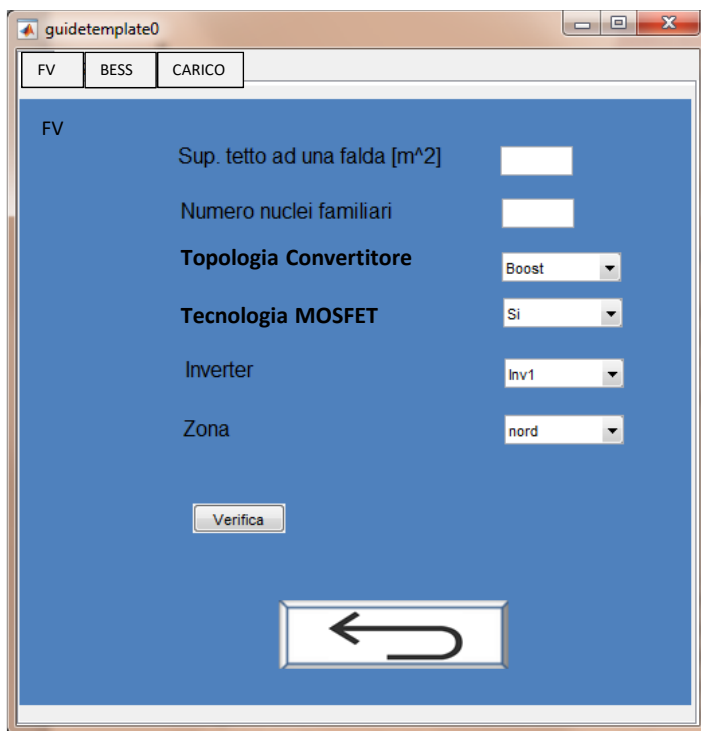 guidetemplate0
FV BESS CARICO
FV
Sup. tetto ad una falda [m^2]
Numero nuclei familiari
Topologia Convertitore Boost
Tecnologia MOSFET Si
Inverter Inv1
Zona nord
Verifica